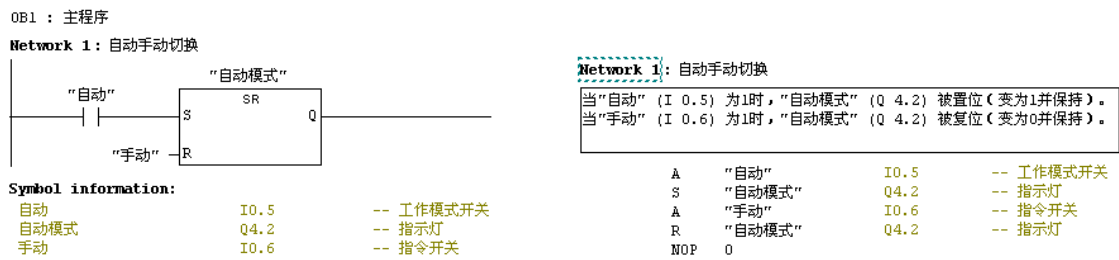 OB1 : 主程序
Network 1: 自动手动切换
"自动模式"
"自动"
SR
S
Q
"手动"
R
Symbol information:
自动 I0.5 -- 工作模式开关
自动模式 Q4.2 -- 指示灯
手动 I0.6 -- 指令开关
Network 1: 自动手动切换
当"自动" (I 0.5) 为1时,"自动模式" (Q 4.2) 被置位(变为1并保持)。
当"手动" (I 0.6) 为1时,"自动模式" (Q 4.2) 被复位(变为0并保持)。
A "自动" I0.5 -- 工作模式开关
S "自动模式" Q4.2 -- 指示灯
A "手动" I0.6 -- 指令开关
R "自动模式" Q4.2 -- 指示灯
NOP 0